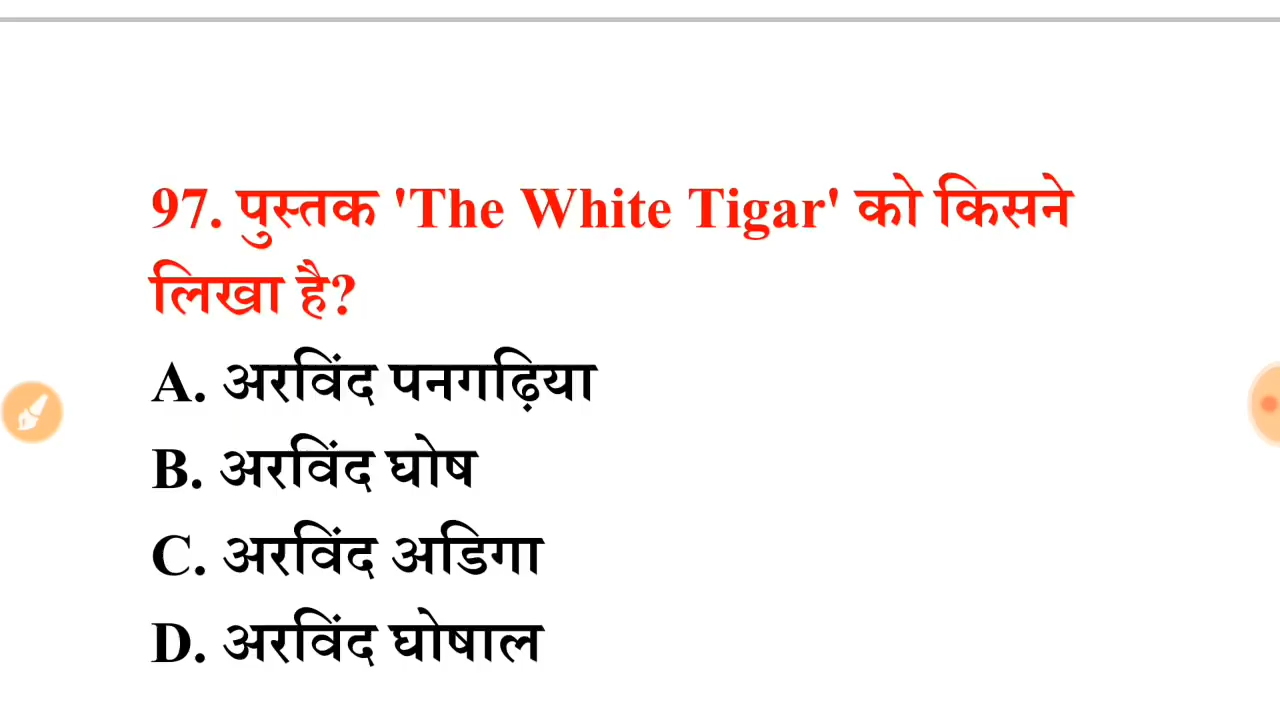 97. पुस्तक 'The White Tigar' को किसने
लिखा है?
A. अरविंद पनगढ़िया
B. अरविंद घोष
C. अरविंद अडिगा
D. अरविंद घोषाल